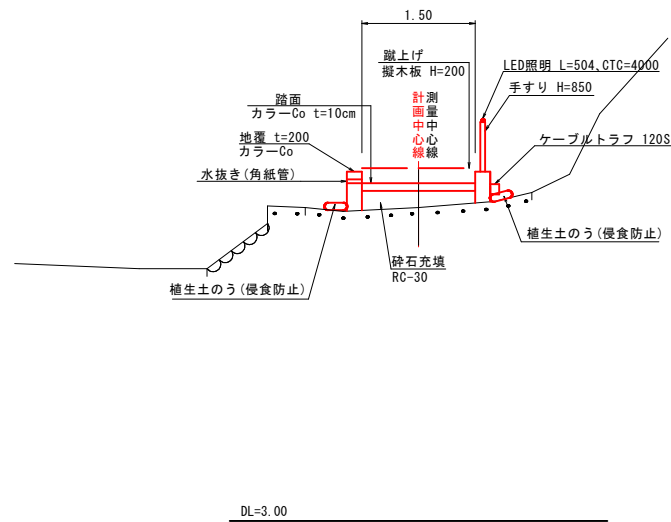 1.50
蹴上げ
擬木板 H=200
LED照明 L=504、CTC=4000
手すり H=850
測量中心線
計画中心線
踏面
カラーCo t=10cm
地覆 t=200
カラーCo
ケーブルトラフ 120S
水抜き(角紙管)
植生土のう(侵食防止)
砕石充填
RC-30
植生土のう(侵食防止)
DL=3.00